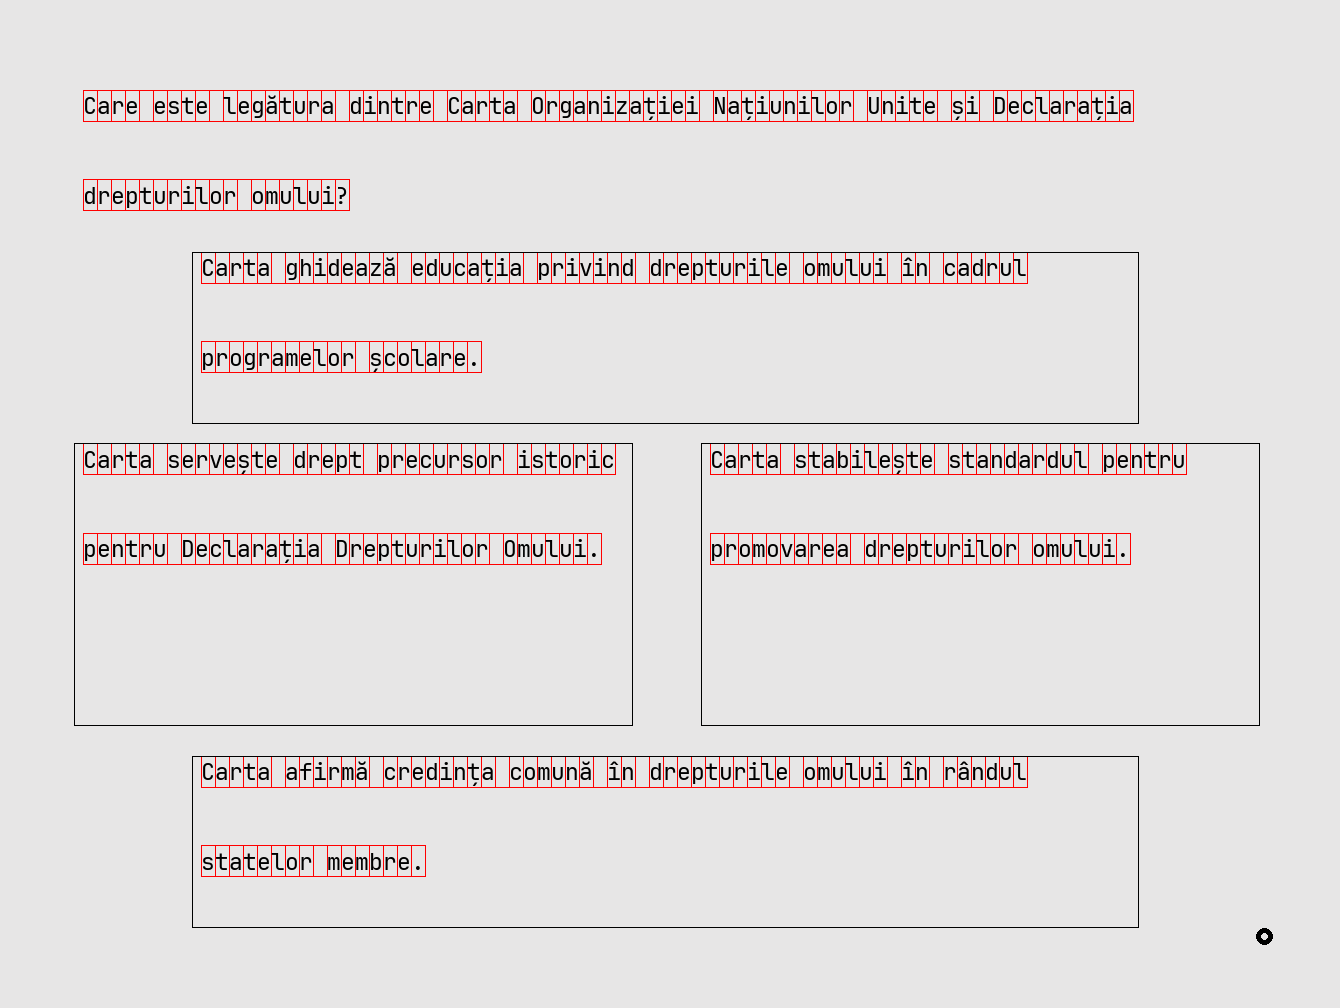 Care este legătura dintre Carta Organizației Națiunilor Unite și Declarația
drepturilor omului?
Carta ghidează educația privind drepturile omului în cadrul
programelor școlare.
Carta servește drept precursor istoric
pentru Declarația Drepturilor Omului.
Carta stabilește standardul pentru
promovarea drepturilor omului.
Carta afirmă credința comună în drepturile omului în rândul
statelor membre.